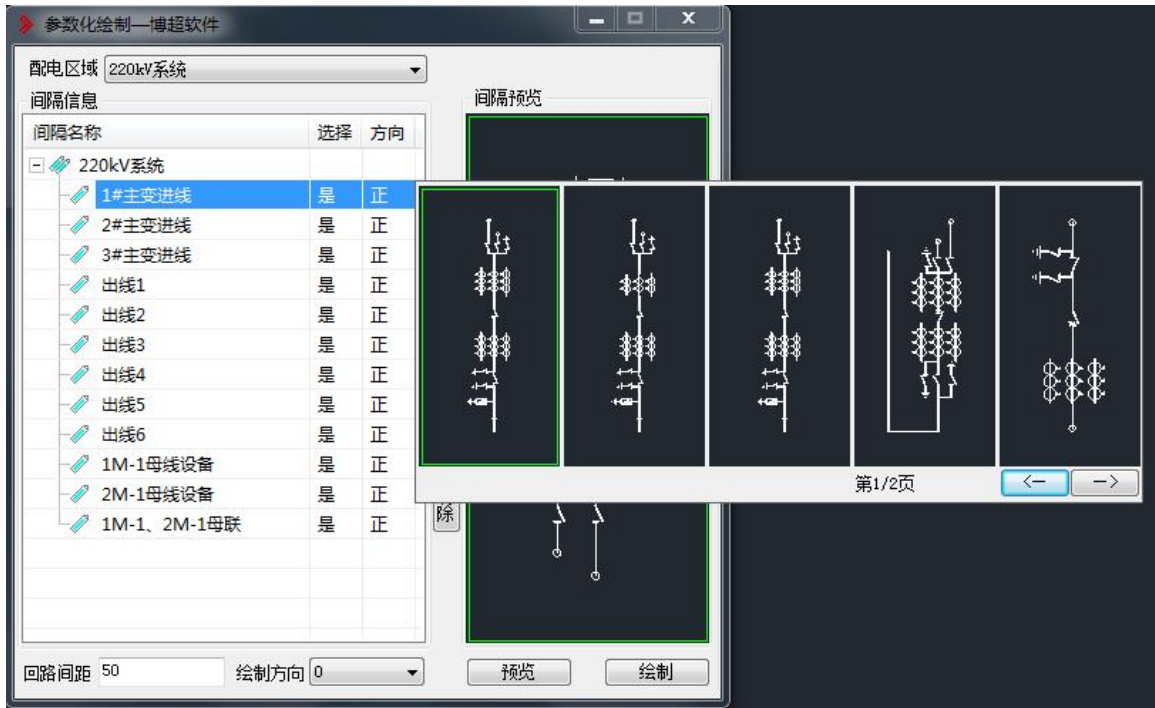 参数化绘制—博超软件
配电区域 220kV系统
间隔信息
间隔预览
间隔名称 选择 方向
220kV系统
1#主变进线 是 正
2#主变进线 是 正
3#主变进线 是 正
出线1 是 正
出线2 是 正
出线3 是 正
出线4 是 正
出线5 是 正
出线6 是 正
1M-1母线设备 是 正
2M-1母线设备 是 正
1M-1、2M-1母联 是 正
第1/2页 <— —>
除
回路间距 50 绘制方向 0 预览 绘制